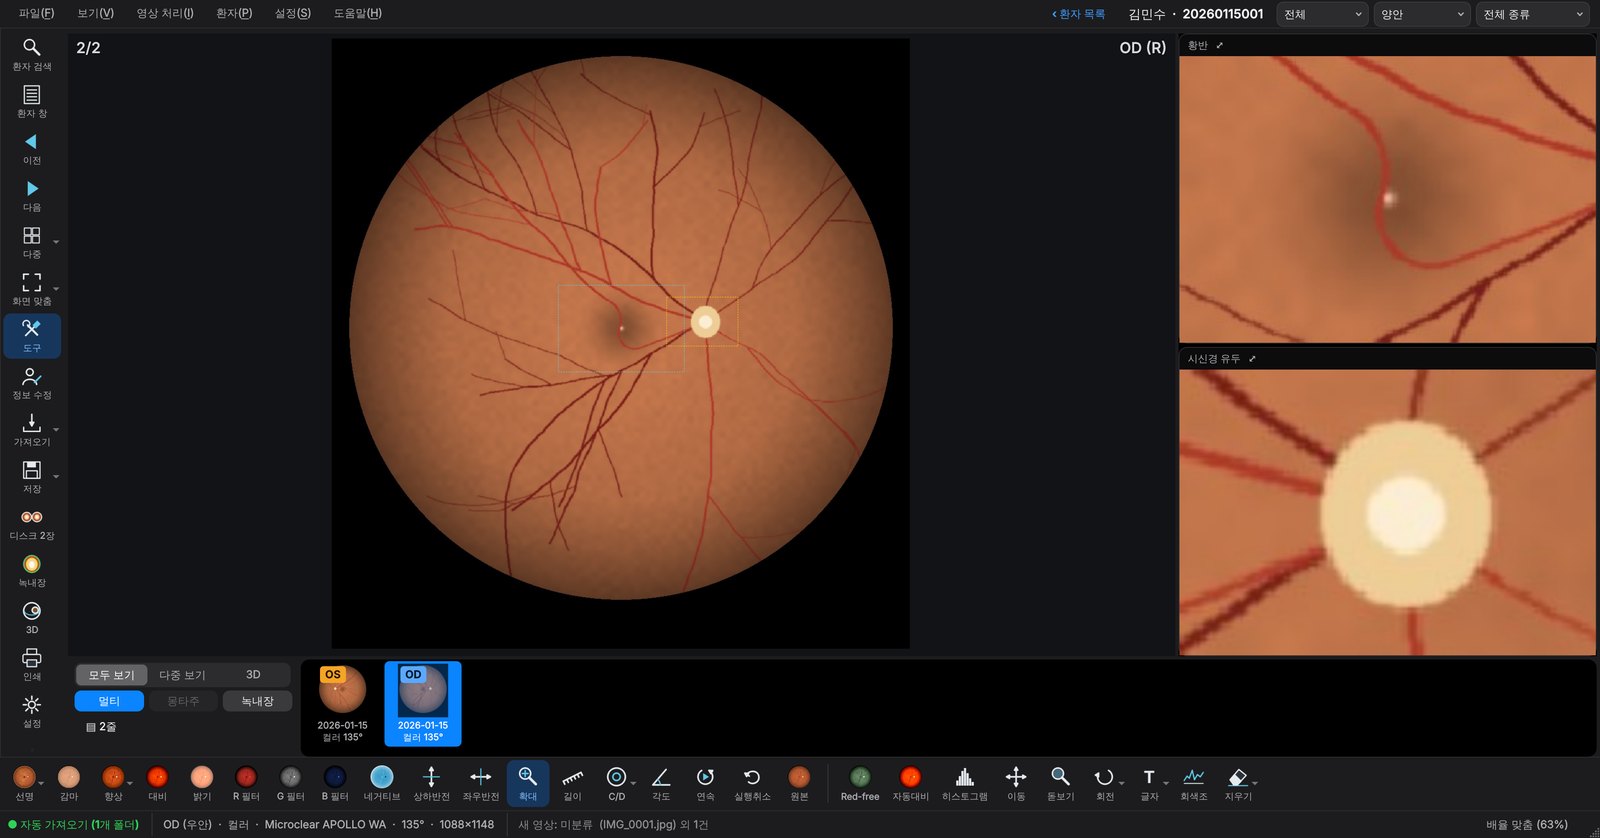 파일(F) 보기(V) 영상 처리(I) 환자(P) 설정(S) 도움말(H) ‹ 환자 목록 김민수 · 20260115001 전체 양안 전체 종류
환자 검색
환자 창
이전
다음
다중
화면 맞춤
도구
정보 수정
가져오기
저장
디스크 2장
녹내장
3D
인쇄
설정
2/2 OD (R)
황반
시신경 유두
모두 보기 다중 보기 3D
멀티 몽타주 녹내장
2줄
OS
2026-01-15
컬러 135°
OD
2026-01-15
컬러 135°
선명 감마 향상 대비 밝기 R 필터 G 필터 B 필터 네거티브 상하반전 좌우반전 확대 길이 C/D 각도 연속 실행취소 원본 Red-free 자동대비 히스토그램 이동 돋보기 회전 글자 회색조 지우기
자동 가져오기 (1개 폴더) OD (우안) · 컬러 · Microclear APOLLO WA · 135° · 1088×1148 새 영상: 미분류 (IMG_0001.jpg) 외 1건 배율 맞춤 (63%)